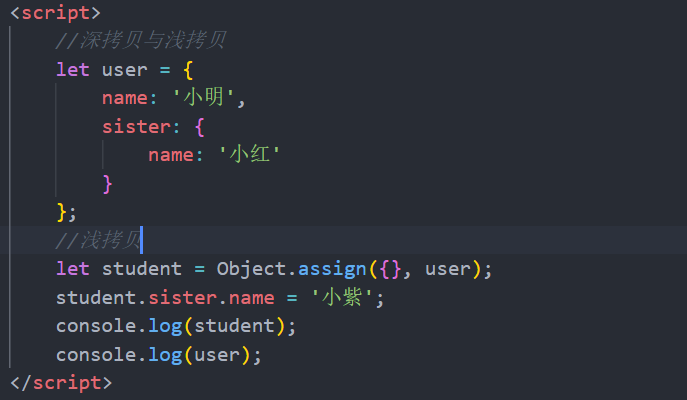 <script>
//深拷贝与浅拷贝
let user = {
name: '小明',
sister: {
name: '小红'
}
};
//浅拷贝
let student = Object.assign({}, user);
student.sister.name = '小紫';
console.log(student);
console.log(user);
</script>